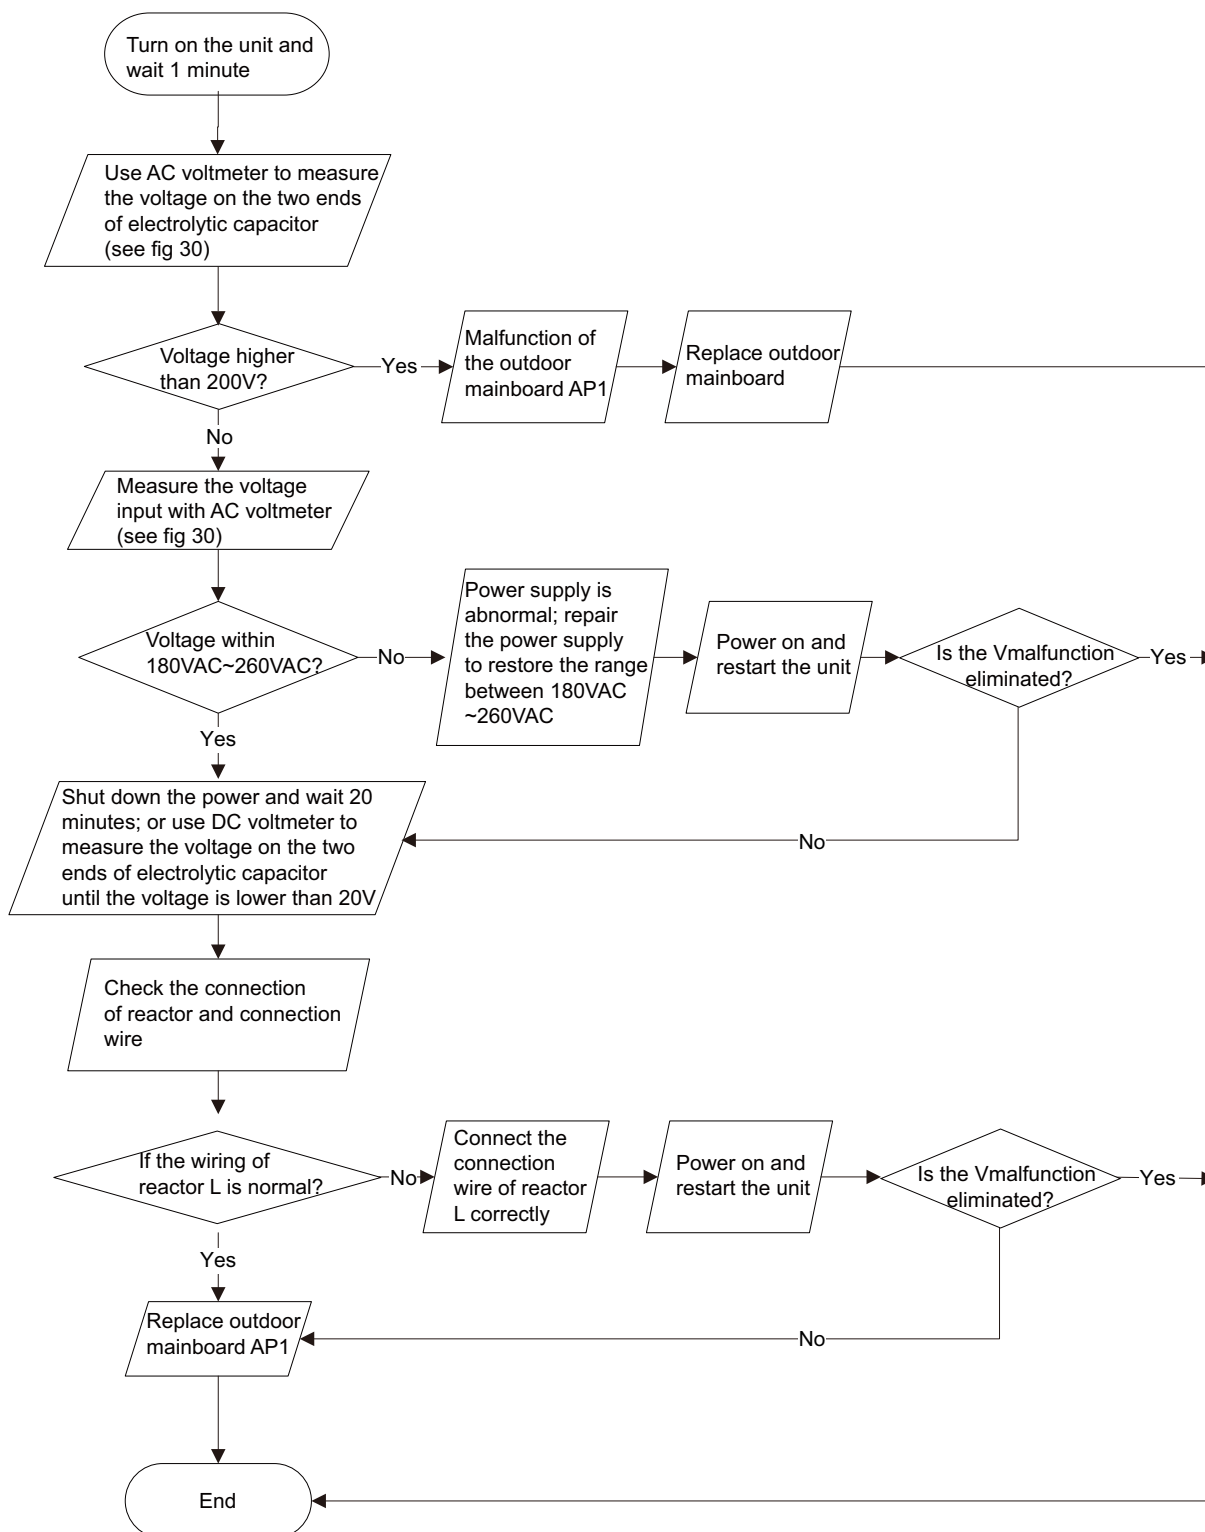 Turn on the unit and
wait 1 minute
Use AC voltmeter to measure
the voltage on the two ends
of electrolytic capacitor
(see fig 30)
Voltage higher
than 200V?
Yes
Malfunction of
the outdoor
mainboard AP1
Replace outdoor
mainboard
No
Measure the voltage
input with AC voltmeter
(see fig 30)
Voltage within
180VAC~260VAC?
No
Power supply is
abnormal; repair
the power supply
to restore the range
between 180VAC
~260VAC
Power on and
restart the unit
Is the Vmalfunction
eliminated?
Yes
Yes
Shut down the power and wait 20
minutes; or use DC voltmeter to
measure the voltage on the two
ends of electrolytic capacitor
until the voltage is lower than 20V
No
Check the connection
of reactor and connection
wire
If the wiring of
reactor L is normal?
No
Connect the
connection
wire of reactor
L correctly
Power on and
restart the unit
Is the Vmalfunction
eliminated?
Yes
Yes
Replace outdoor
mainboard AP1
No
End